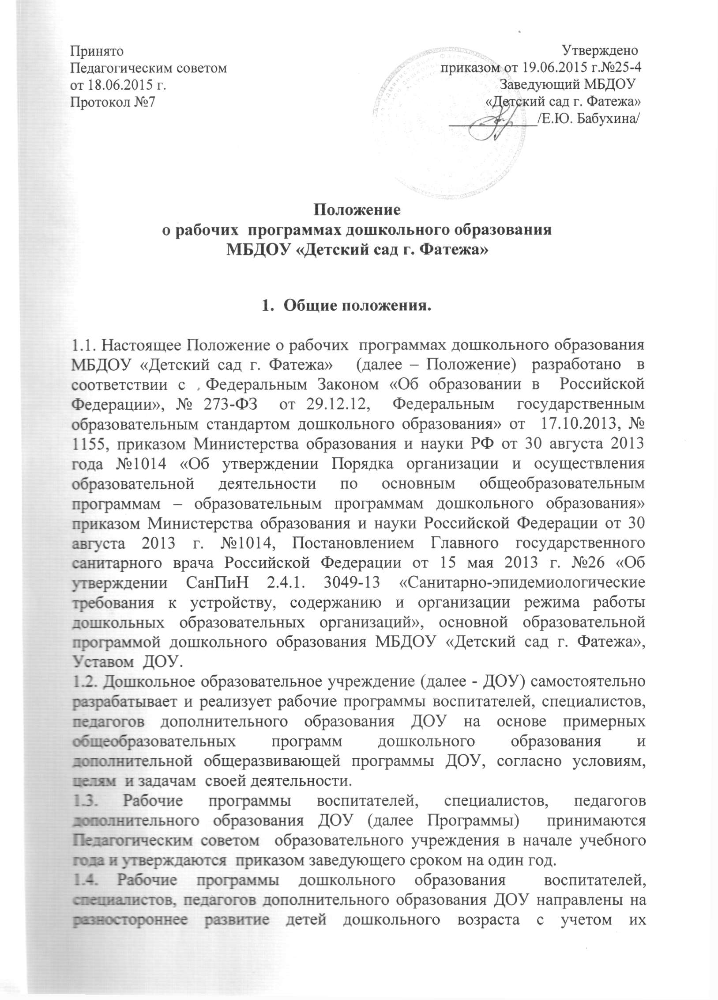 Принято
Педагогическим советом
от 18.06.2015 г.
Протокол №7
Утверждено
приказом от 19.06.2015 г.№25-4
Заведующий МБДОУ
«Детский сад г. Фатежа»
____________/Е.Ю. Бабухина/
Положение
о рабочих программах дошкольного образования
МБДОУ «Детский сад г. Фатежа»
1. Общие положения.
1.1. Настоящее Положение о рабочих программах дошкольного образования
МБДОУ «Детский сад г. Фатежа» (далее – Положение) разработано в
соответствии с Федеральным Законом «Об образовании в Российской
Федерации», № 273-ФЗ от 29.12.12, Федеральным государственным
образовательным стандартом дошкольного образования» от 17.10.2013, №
1155, приказом Министерства образования и науки РФ от 30 августа 2013
года №1014 «Об утверждении Порядка организации и осуществления
образовательной деятельности по основным общеобразовательным
программам – образовательным программам дошкольного образования»
приказом Министерства образования и науки Российской Федерации от 30
августа 2013 г. №1014, Постановлением Главного государственного
санитарного врача Российской Федерации от 15 мая 2013 г. №26 «Об
утверждении СанПиН 2.4.1. 3049-13 «Санитарно-эпидемиологические
требования к устройству, содержанию и организации режима работы
дошкольных образовательных организаций», основной образовательной
программой дошкольного образования МБДОУ «Детский сад г. Фатежа»,
Уставом ДОУ.
1.2. Дошкольное образовательное учреждение (далее - ДОУ) самостоятельно
разрабатывает и реализует рабочие программы воспитателей, специалистов,
педагогов дополнительного образования ДОУ на основе примерных
общеобразовательных программ дошкольного образования и
дополнительной общеразвивающей программы ДОУ, согласно условиям,
целям и задачам своей деятельности.
1.3. Рабочие программы воспитателей, специалистов, педагогов
дополнительного образования ДОУ (далее Программы) принимаются
Педагогическим советом образовательного учреждения в начале учебного
года и утверждаются приказом заведующего сроком на один год.
1.4. Рабочие программы дошкольного образования воспитателей,
специалистов, педагогов дополнительного образования ДОУ направлены на
разностороннее развитие детей дошкольного возраста с учетом их